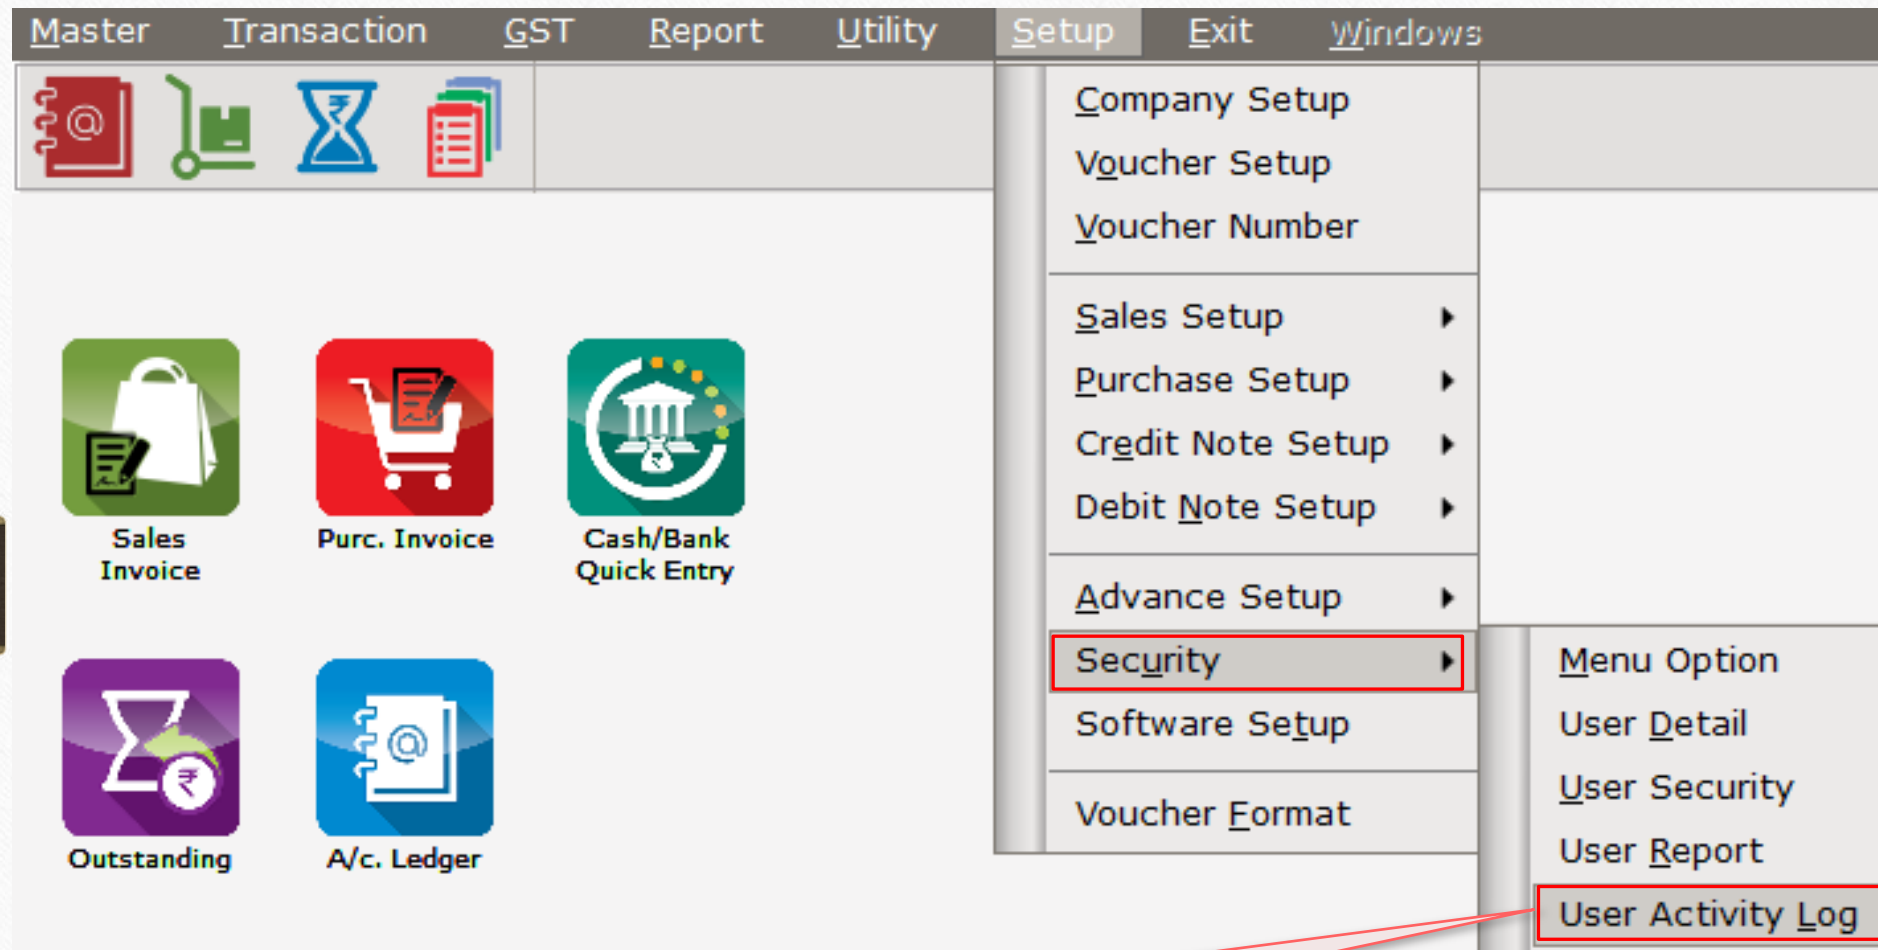 Master Transaction GST Report Utility Setup Exit Windows
Company Setup
Voucher Setup
Voucher Number
Sales Setup
Purchase Setup
Credit Note Setup
Debit Note Setup
Advance Setup
Security
Software Setup
Voucher Format
Menu Option
User Detail
User Security
User Report
User Activity Log
Sales
Invoice
Purc. Invoice
Cash/Bank
Quick Entry
Outstanding
A/c. Ledger